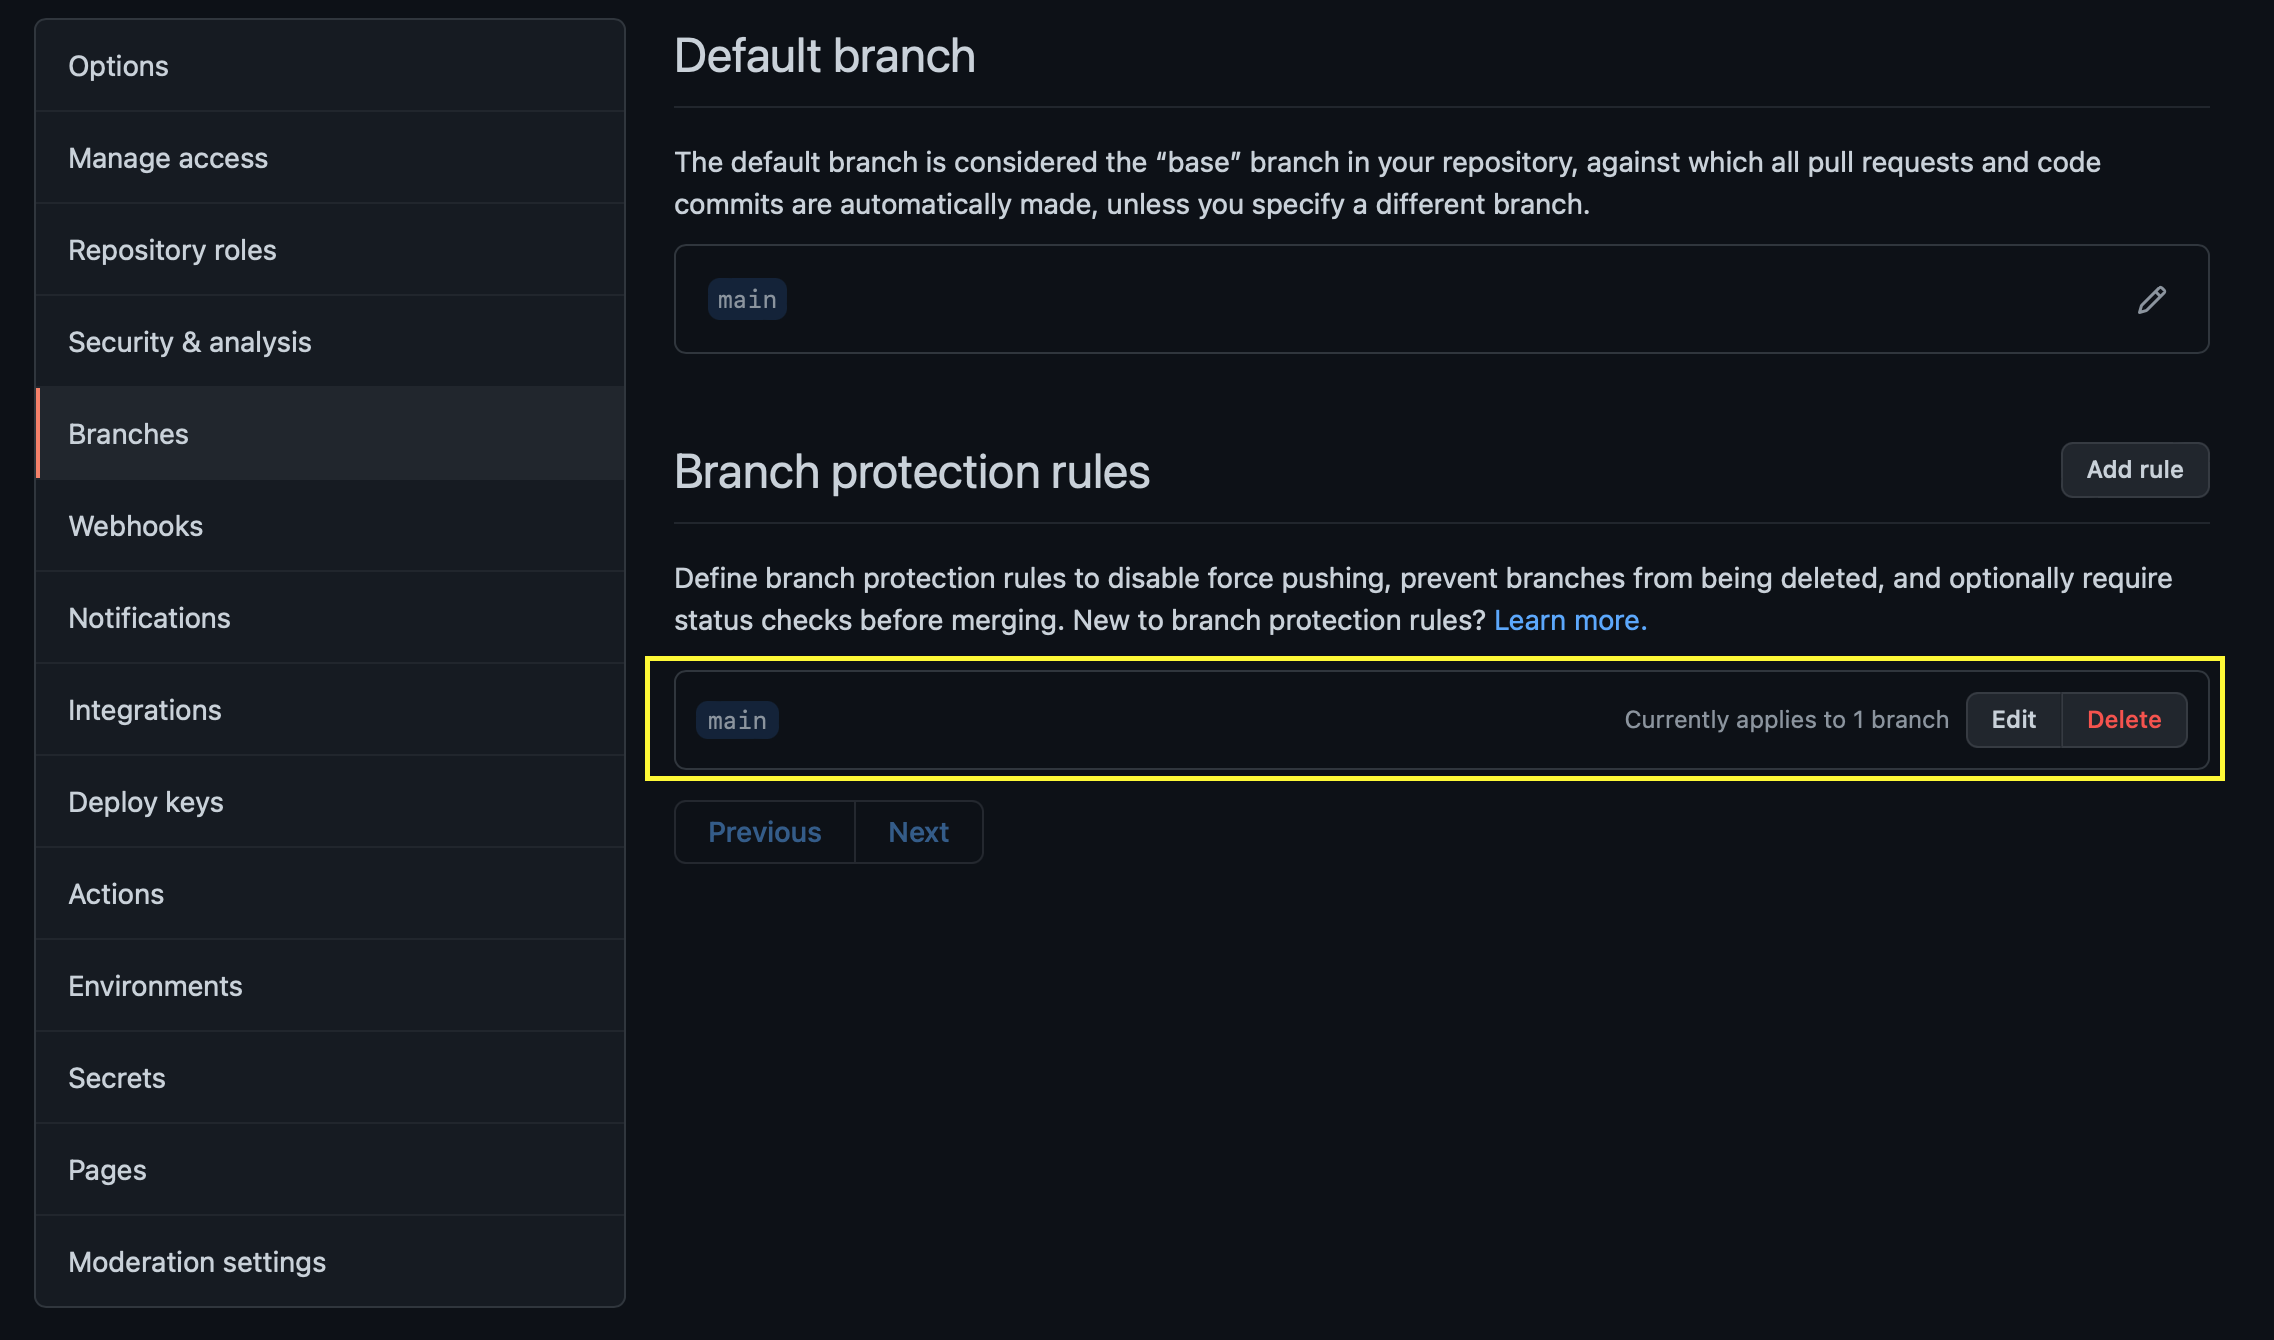 Options
Manage access
Repository roles
Security & analysis
Branches
Webhooks
Notifications
Integrations
Deploy keys
Actions
Environments
Secrets
Pages
Moderation settings
Default branch
The default branch is considered the “base” branch in your repository, against which all pull requests and code
commits are automatically made, unless you specify a different branch.
main
Branch protection rules
Add rule
Define branch protection rules to disable force pushing, prevent branches from being deleted, and optionally require
status checks before merging. New to branch protection rules? Learn more.
main Currently applies to 1 branch Edit Delete
Previous Next